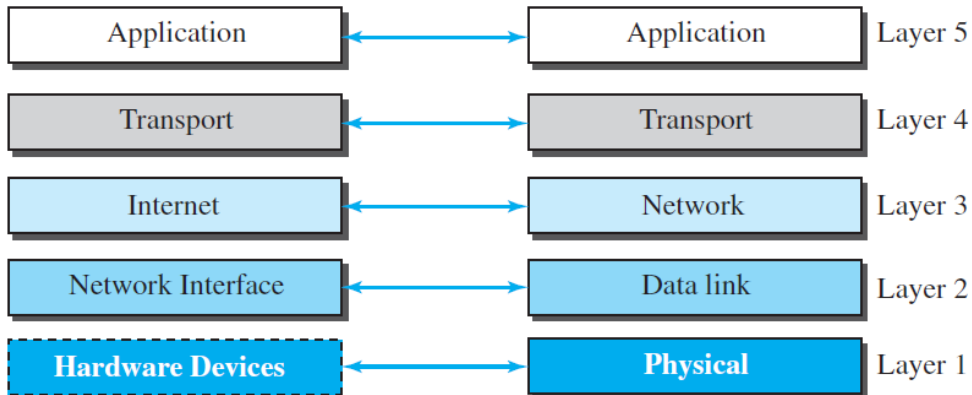 Application Application Layer 5
Transport Transport Layer 4
Internet Network Layer 3
Network Interface Data link Layer 2
Hardware Devices Physical Layer 1